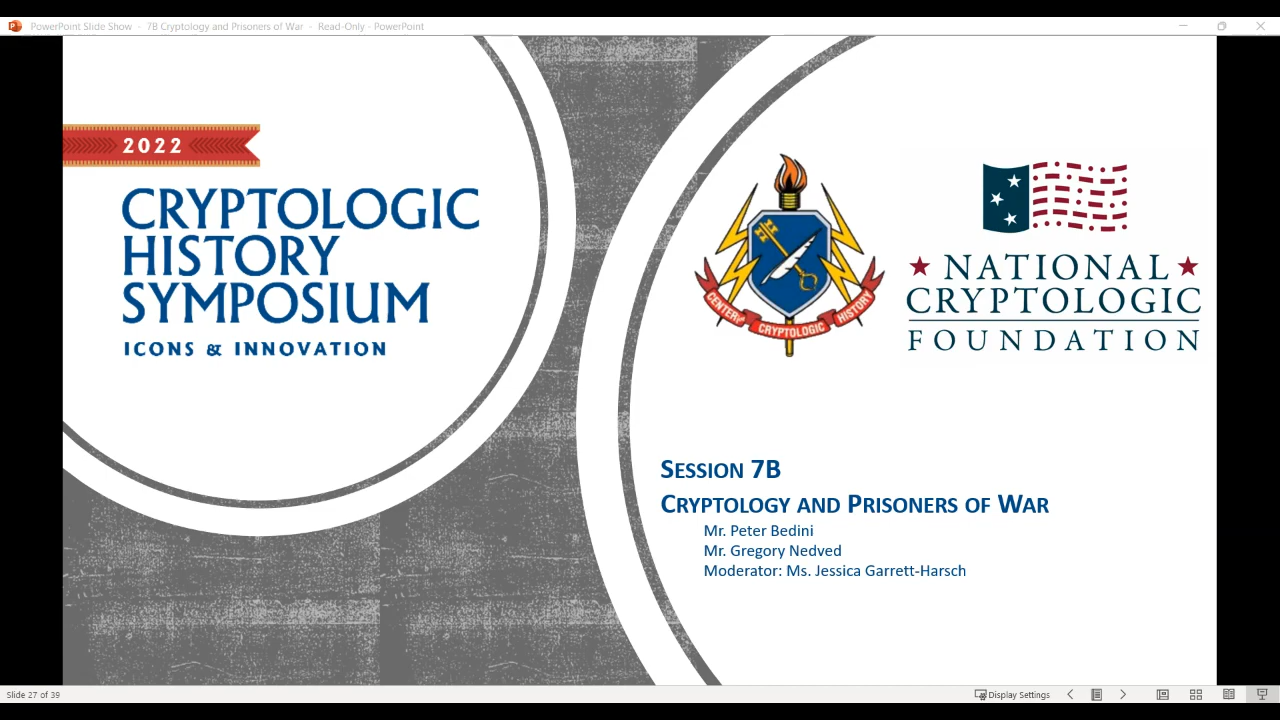 PowerPoint Slide Show - 7B Cryptology and Prisoners of War - Read-Only - PowerPoint
2022
CRYPTOLOGIC
HISTORY
SYMPOSIUM
ICONS & INNOVATION
CENTER CRYPTOLOGIC HISTORY
NATIONAL
CRYPTOLOGIC
FOUNDATION
SESSION 7B
CRYPTOLOGY AND PRISONERS OF WAR
Mr. Peter Bedini
Mr. Gregory Nedved
Moderator: Ms. Jessica Garrett-Harsch
Slide 27 of 39
Display Settings